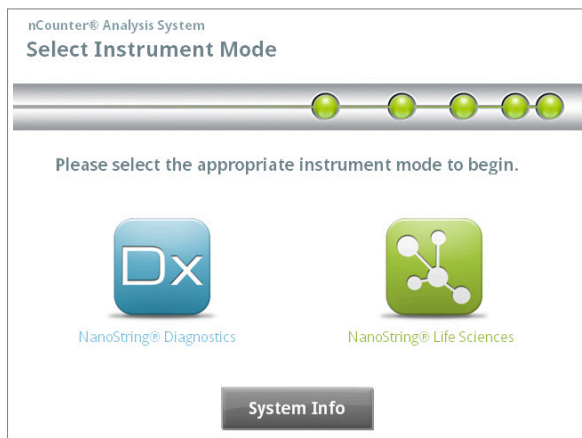 nCounter® Analysis System
Select Instrument Mode
Please select the appropriate instrument mode to begin.
Dx
NanoString® Diagnostics
NanoString® Life Sciences
System Info